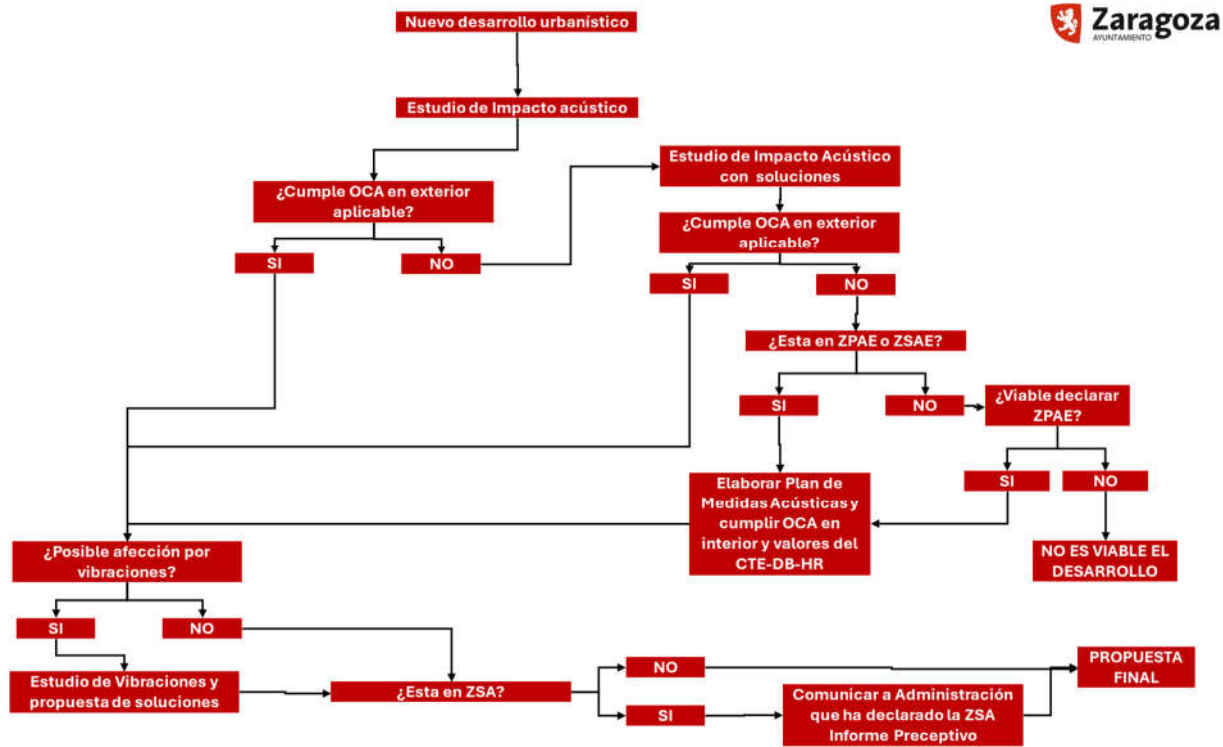 Nuevo desarrollo urbanístico
Zaragoza
AYUNTAMIENTO
Estudio de Impacto acústico
¿Cumple OCA en exterior
aplicable?
SI
NO
Estudio de Impacto Acústico
con soluciones
¿Cumple OCA en exterior
aplicable?
SI
NO
¿Esta en ZPAE o ZSAE?
SI
NO
¿Viable declarar
ZPAE?
SI
NO
Elaborar Plan de
Medidas Acústicas y
cumplir OCA en
interior y valores del
CTE-DB-HR
NO ES VIABLE EL
DESARROLLO
¿Posible afección por
vibraciones?
SI
NO
Estudio de Vibraciones y
propuesta de soluciones
¿Esta en ZSA?
NO
SI
Comunicar a Administración
que ha declarado la ZSA
Informe Preceptivo
PROPUESTA
FINAL